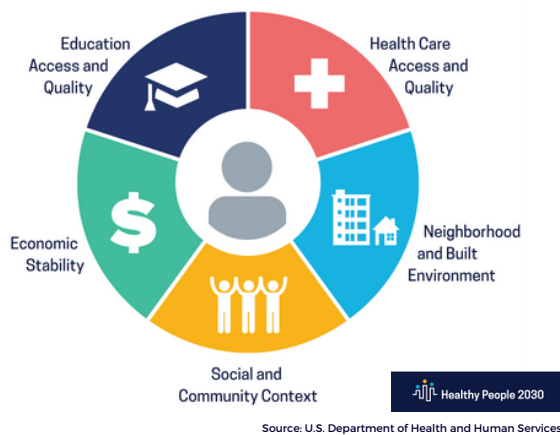 Education
Access and
Quality
Health Care
Access and
Quality
$
Economic
Stability
Neighborhood
and Built
Environment
Social and
Community Context
Healthy People 2030
Source: U.S. Department of Health and Human Services